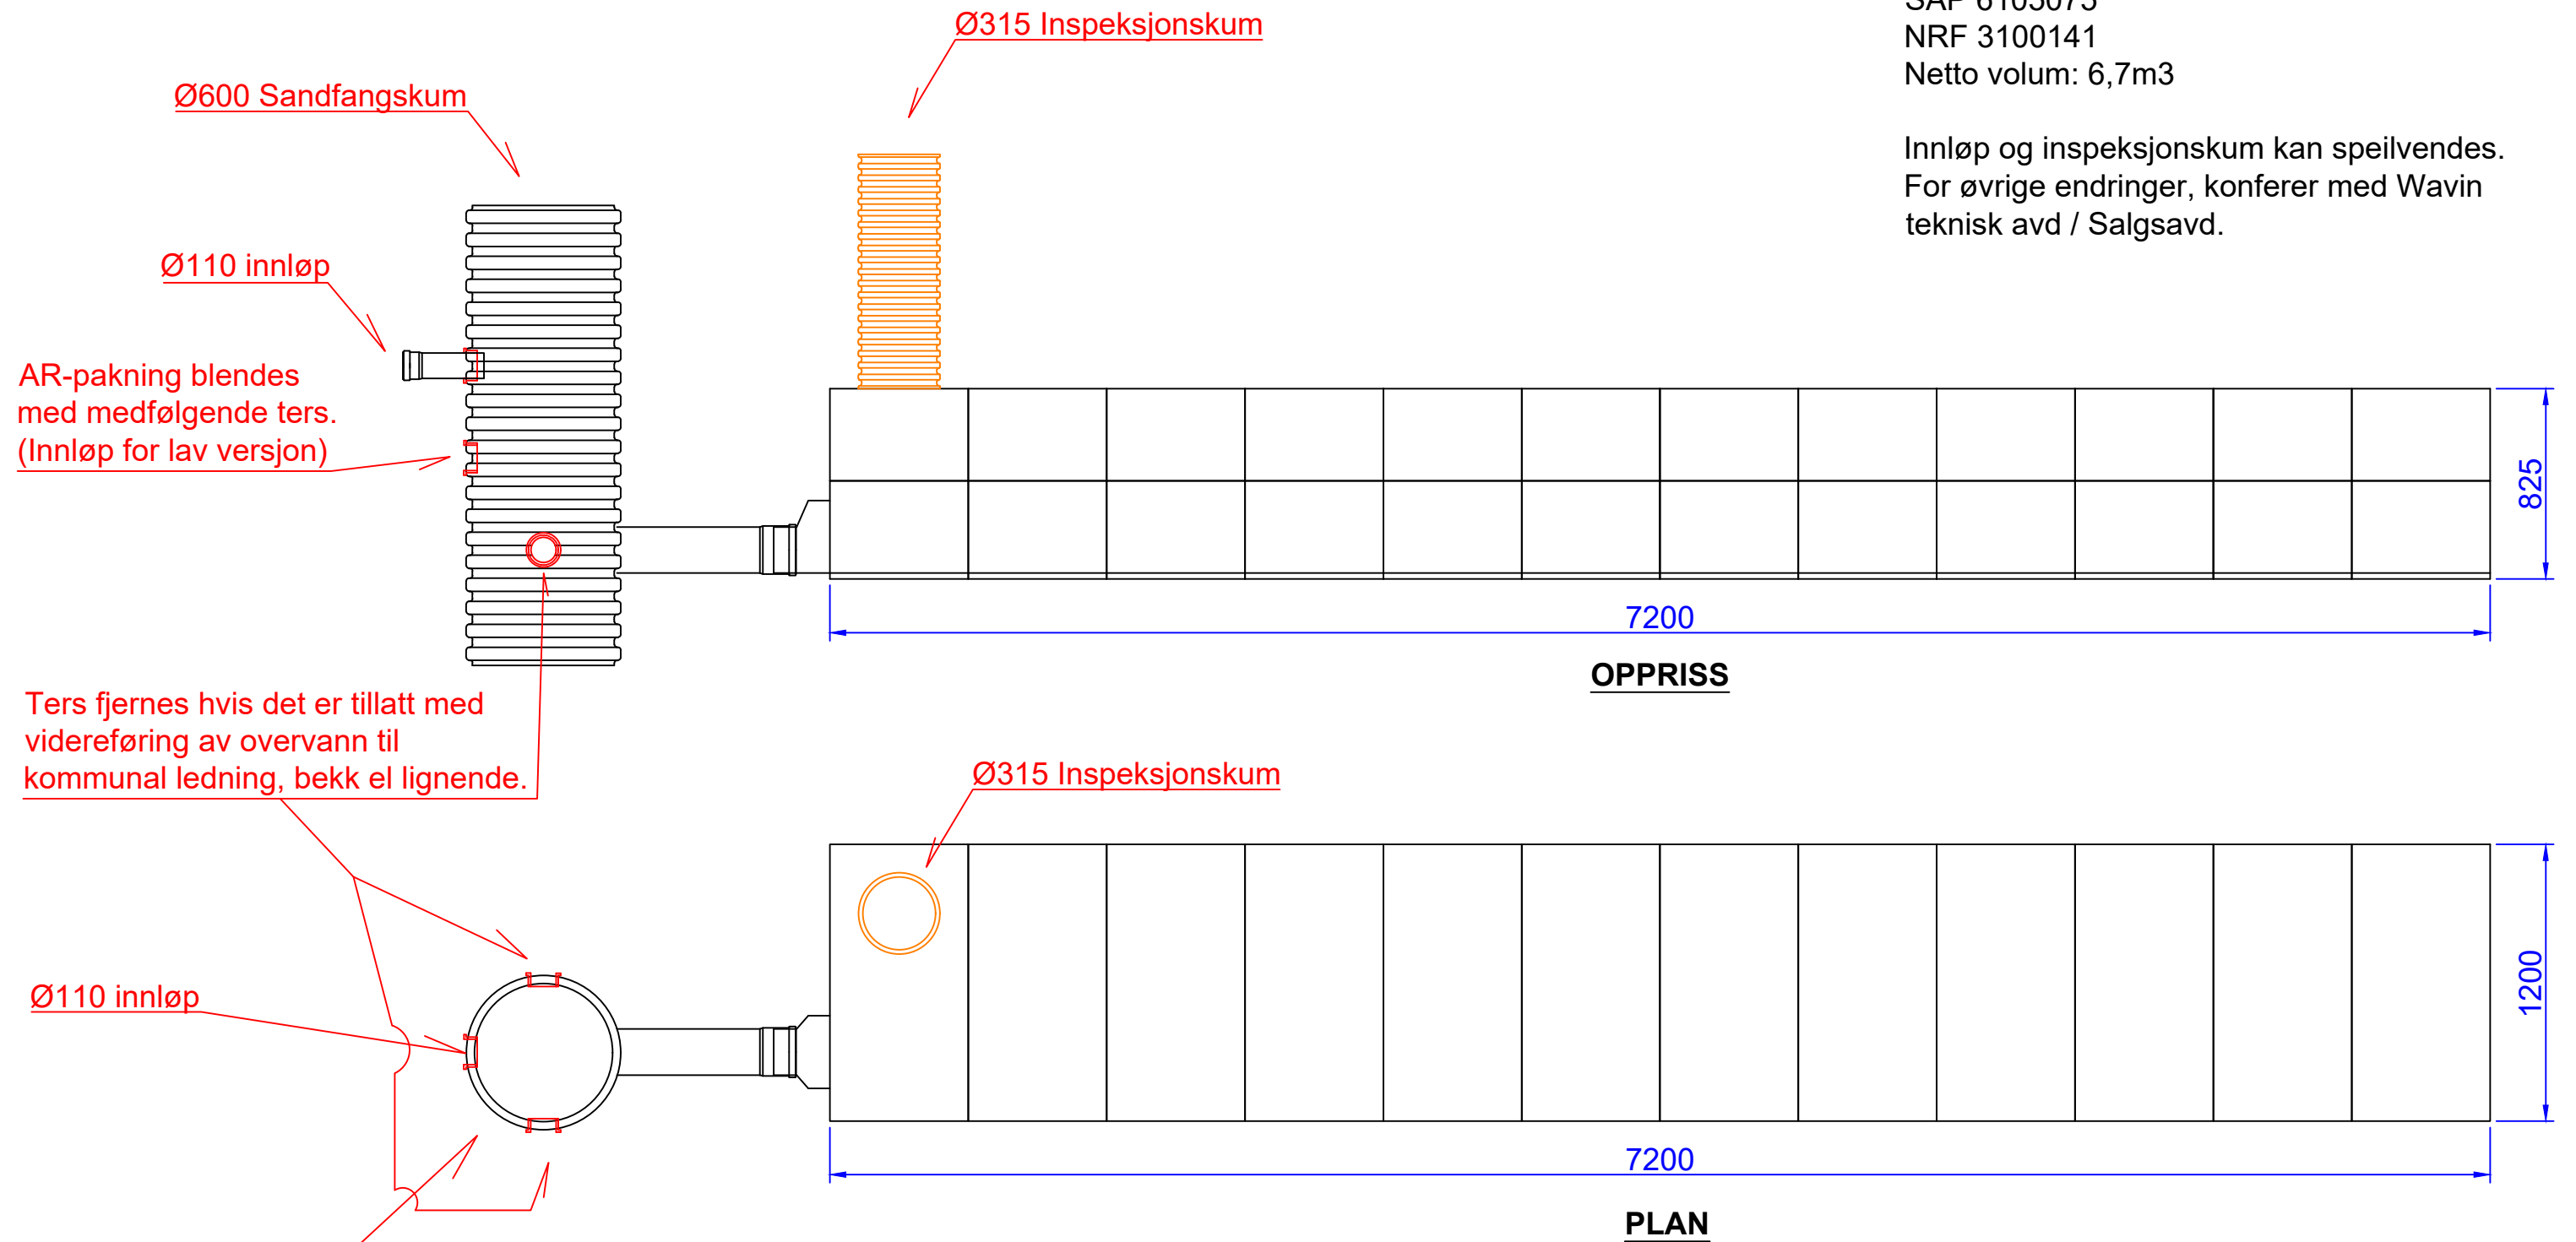 Ø315 Inspeksjonskum
NRF 3100141
Netto volum: 6,7m3
Ø600 Sandfangskum
Innløp og inspeksjonskum kan speilvendes.
For øvrige endringer, konferer med Wavin
teknisk avd / Salgsavd.
Ø110 innløp
AR-pakning blendes
med medfølgende ters.
(Innløp for lav versjon)
825
7200
OPPRISS
Ters fjernes hvis det er tillatt med
videreføring av overvann til
kommunal ledning, bekk el lignende.
Ø315 Inspeksjonskum
Ø110 innløp
1200
7200
PLAN